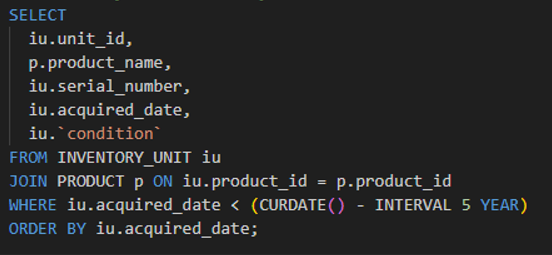 SELECT
iu.unit_id,
p.product_name,
iu.serial_number,
iu.acquired_date,
iu.`condition`
FROM INVENTORY_UNIT iu
JOIN PRODUCT p ON iu.product_id = p.product_id
WHERE iu.acquired_date < (CURDATE() - INTERVAL 5 YEAR)
ORDER BY iu.acquired_date;